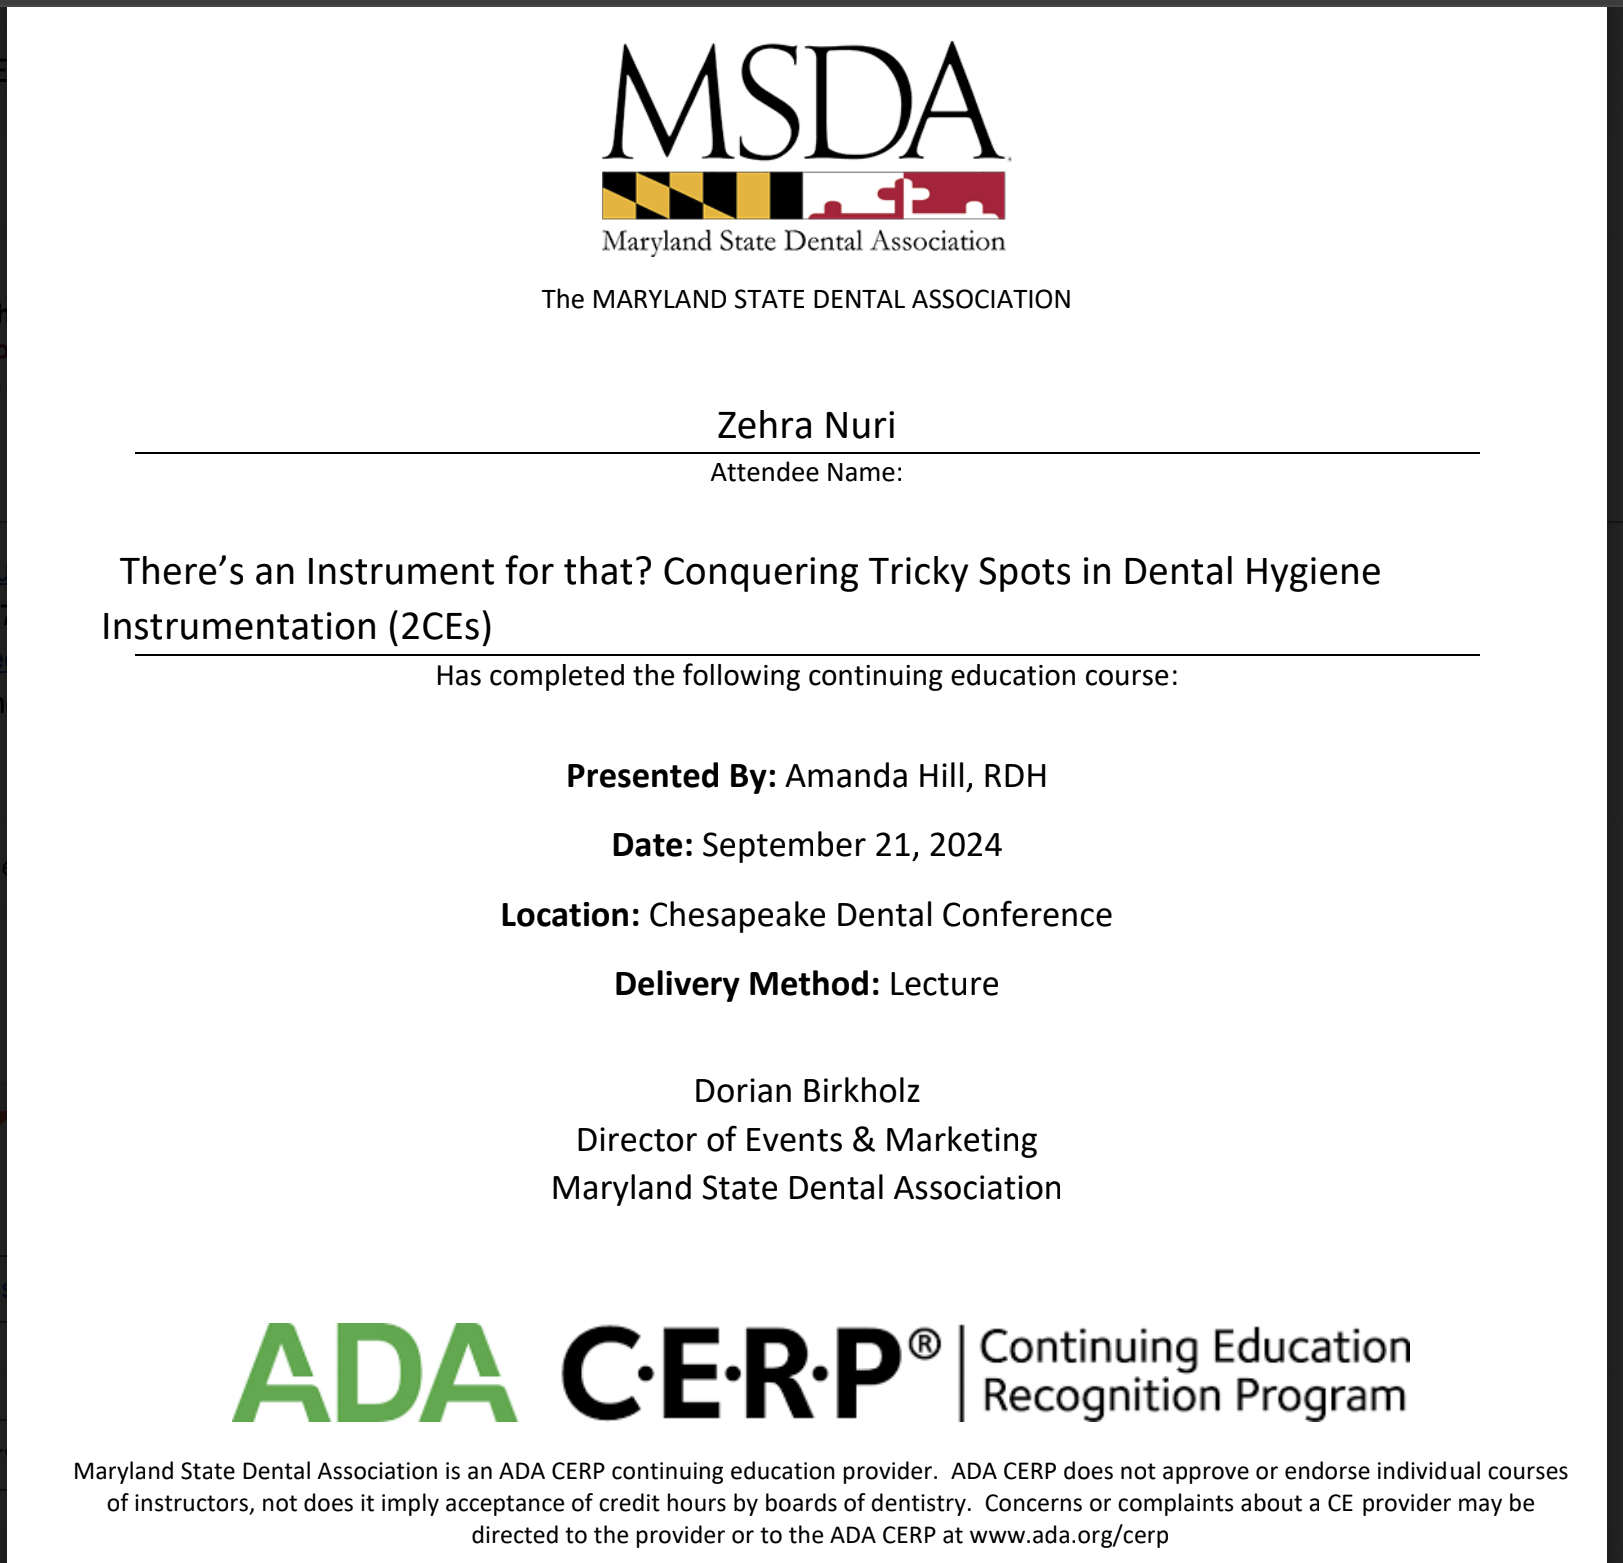 MSDA
Maryland State Dental Association
The MARYLAND STATE DENTAL ASSOCIATION
Zehra Nuri
Attendee Name:
There’s an Instrument for that? Conquering Tricky Spots in Dental Hygiene
Instrumentation (2CEs)
Has completed the following continuing education course:
Presented By: Amanda Hill, RDH
Date: September 21, 2024
Location: Chesapeake Dental Conference
Delivery Method: Lecture
Dorian Birkholz
Director of Events & Marketing
Maryland State Dental Association
ADA C·E·R·P® | Continuing Education
Recognition Program
Maryland State Dental Association is an ADA CERP continuing education provider.  ADA CERP does not approve or endorse individual courses
of instructors, not does it imply acceptance of credit hours by boards of dentistry.  Concerns or complaints about a CE provider may be
directed to the provider or to the ADA CERP at www.ada.org/cerp